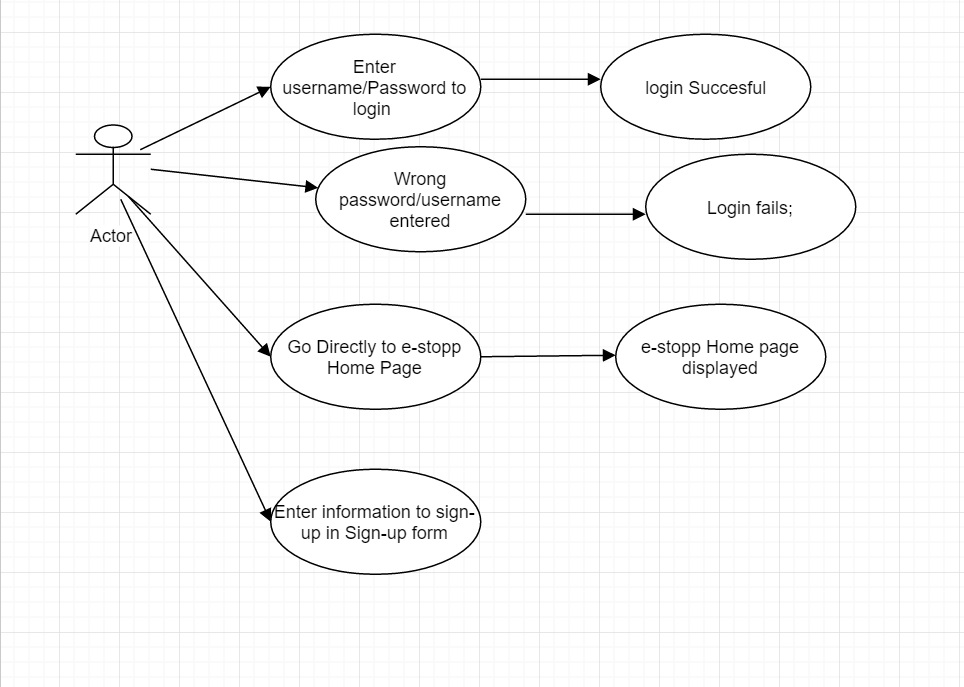 Enter
username/Password to
login
login Succesful
Wrong
password/username
entered
Login fails;
Actor
Go Directly to e-stopp
Home Page
e-stopp Home page
displayed
Enter information to sign-
up in Sign-up form